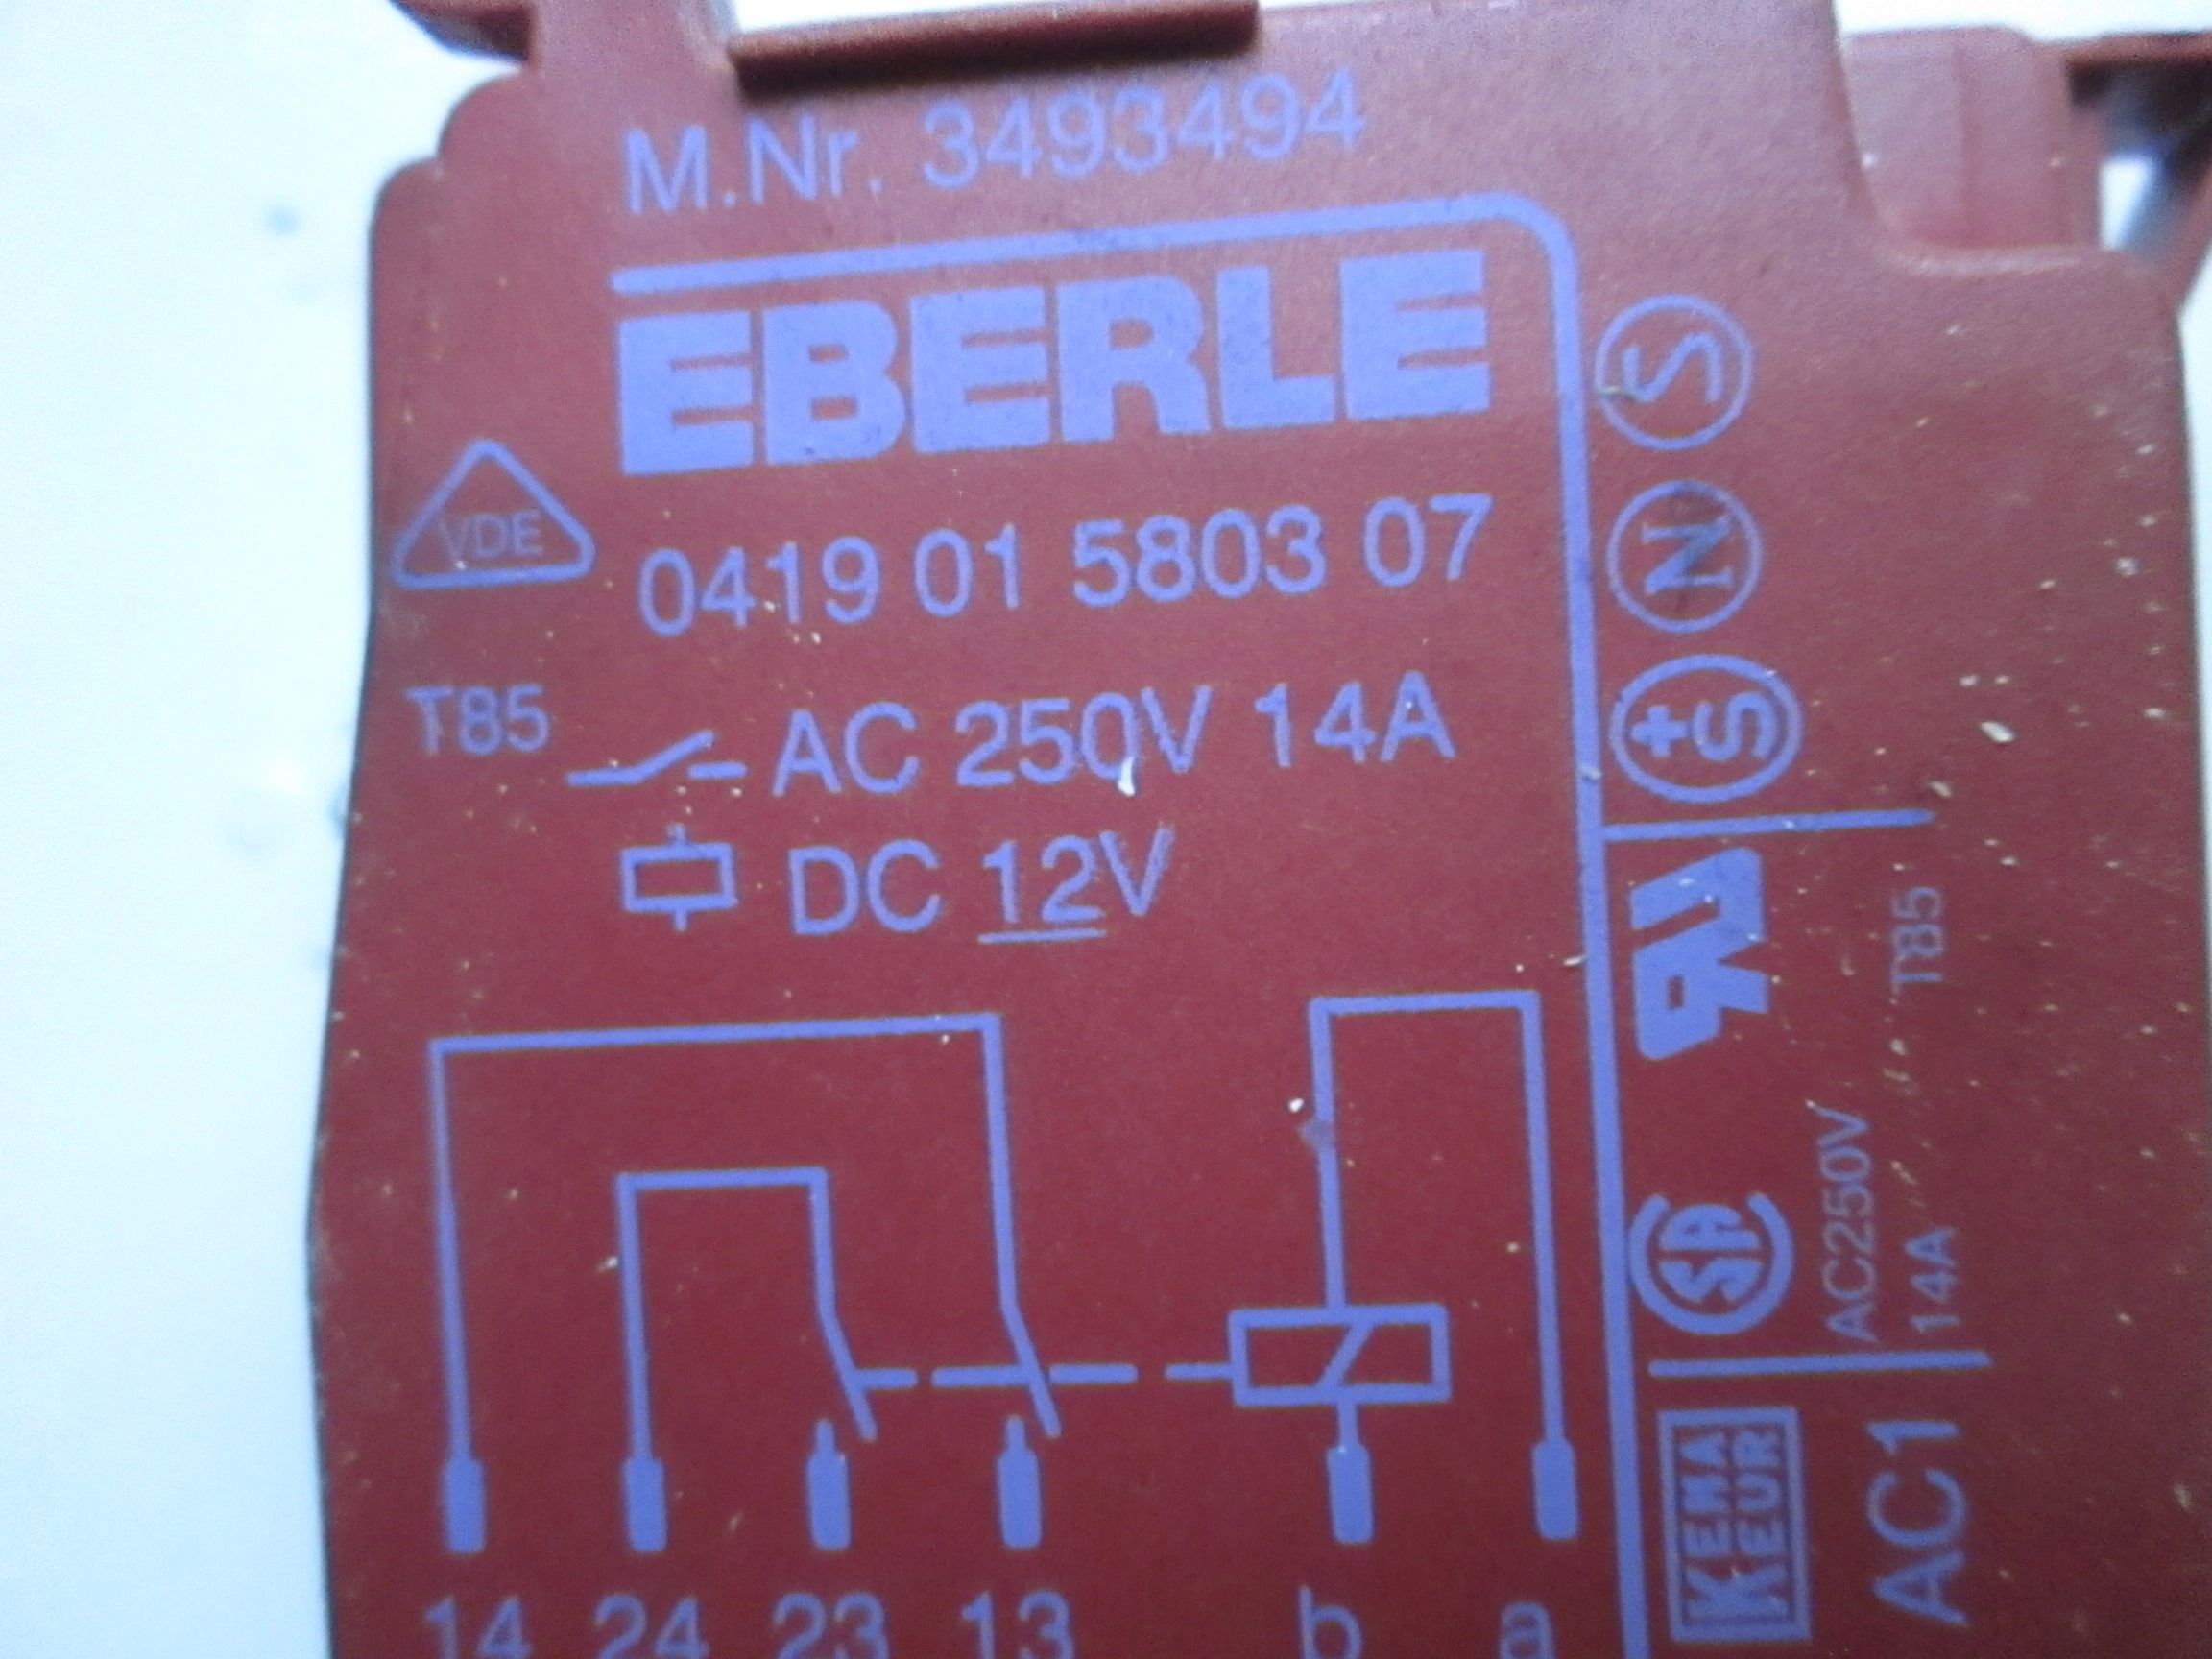 M.Nr. 3493494
EBERLE
VDE
0419 01 5803 07
T85
AC 250V 14A
DC 12V
14 24 23 13 b a
S
N
+S
T85
AC250V
14A
SA
KEMA
KEUR
AC1